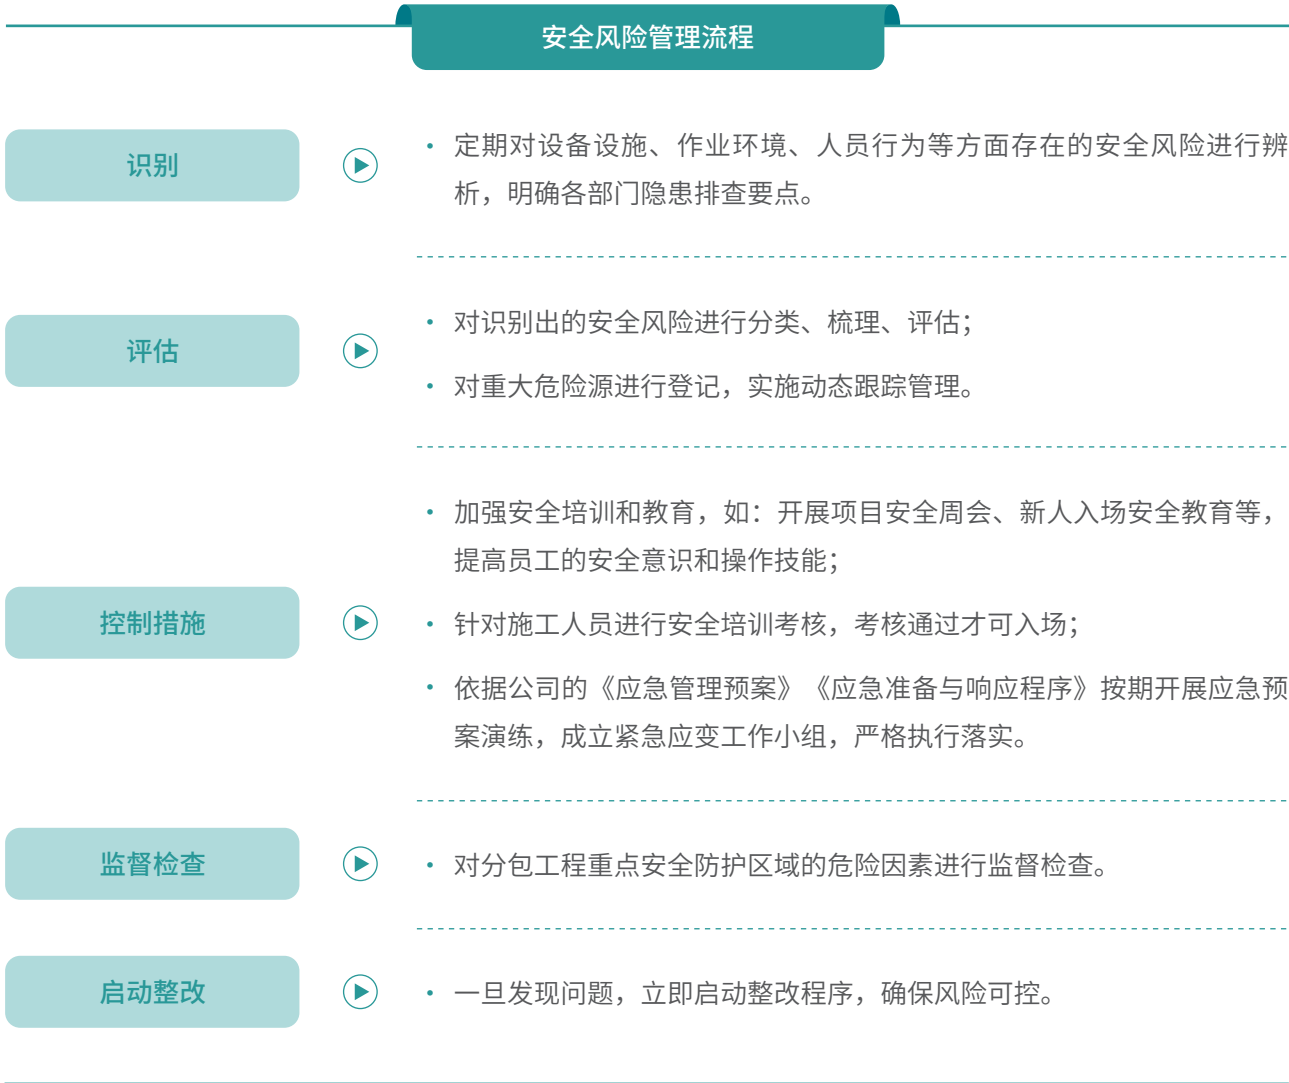 安全风险管理流程
识别
• 定期对设备设施、作业环境、人员行为等方面存在的安全风险进行辨
析，明确各部门隐患排查要点。
评估
• 对识别出的安全风险进行分类、梳理、评估；
• 对重大危险源进行登记，实施动态跟踪管理。
控制措施
• 加强安全培训和教育，如：开展项目安全周会、新人入场安全教育等，
提高员工的安全意识和操作技能；
• 针对施工人员进行安全培训考核，考核通过才可入场；
• 依据公司的《应急管理预案》《应急准备与响应程序》按期开展应急预
案演练，成立紧急应变工作小组，严格执行落实。
监督检查
• 对分包工程重点安全防护区域的危险因素进行监督检查。
启动整改
• 一旦发现问题，立即启动整改程序，确保风险可控。